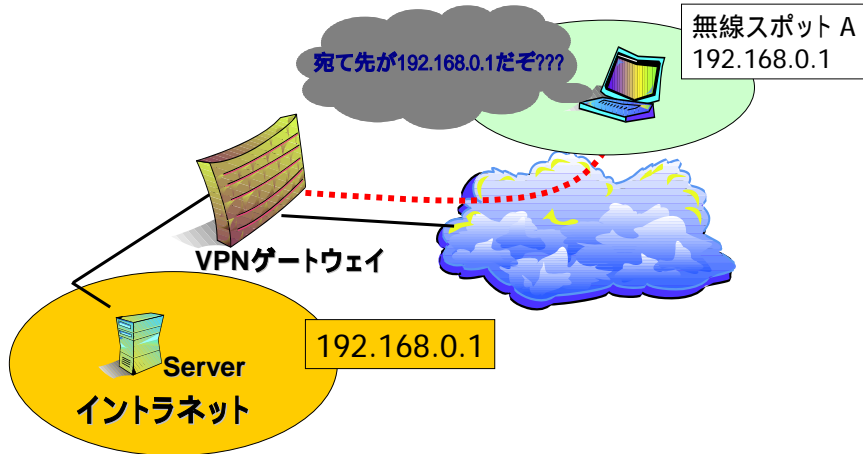 無線スポット A
192.168.0.1
宛て先が192.168.0.1だぞ???
VPNゲートウェイ
192.168.0.1
Server
イントラネット